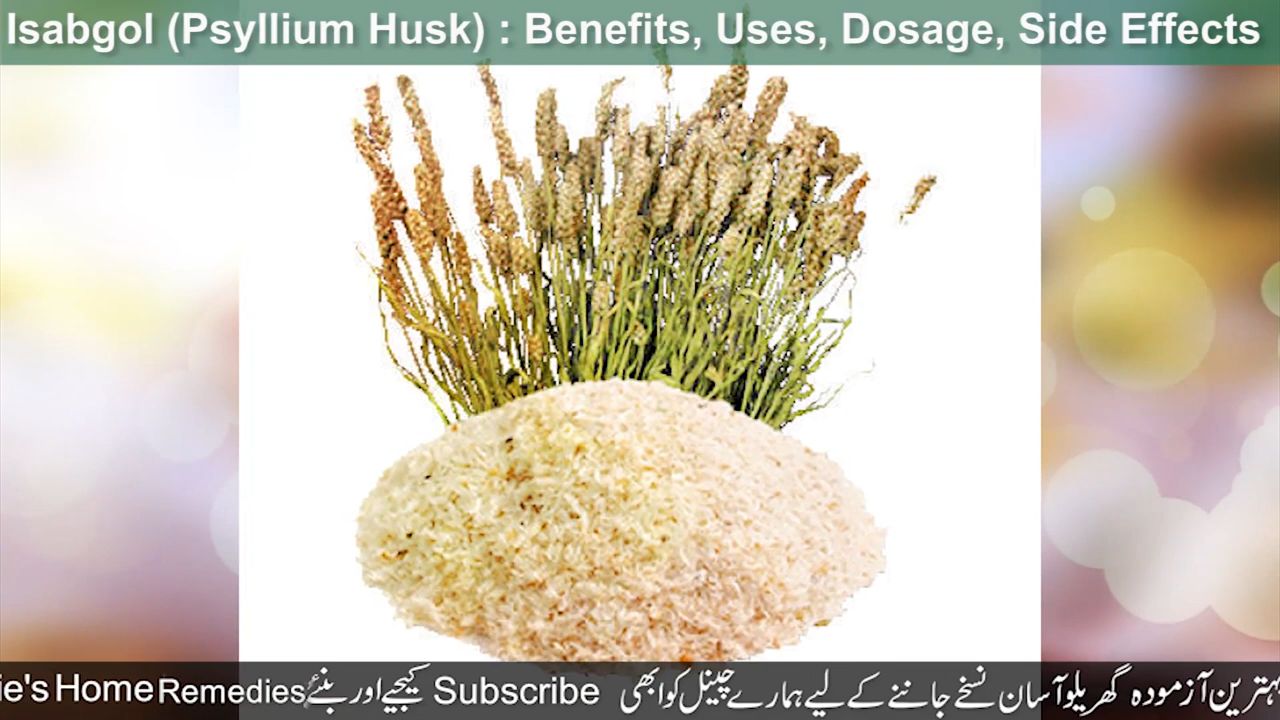 Isabgol (Psyllium Husk) : Benefits, Uses, Dosage, Side Effects
بہترین آزمودہ گھریلو آسان نسخے جاننے کے لیے ہمارے چینل کو ابھی Subscribe کیجیے اور بنئے ie's Home Remedies